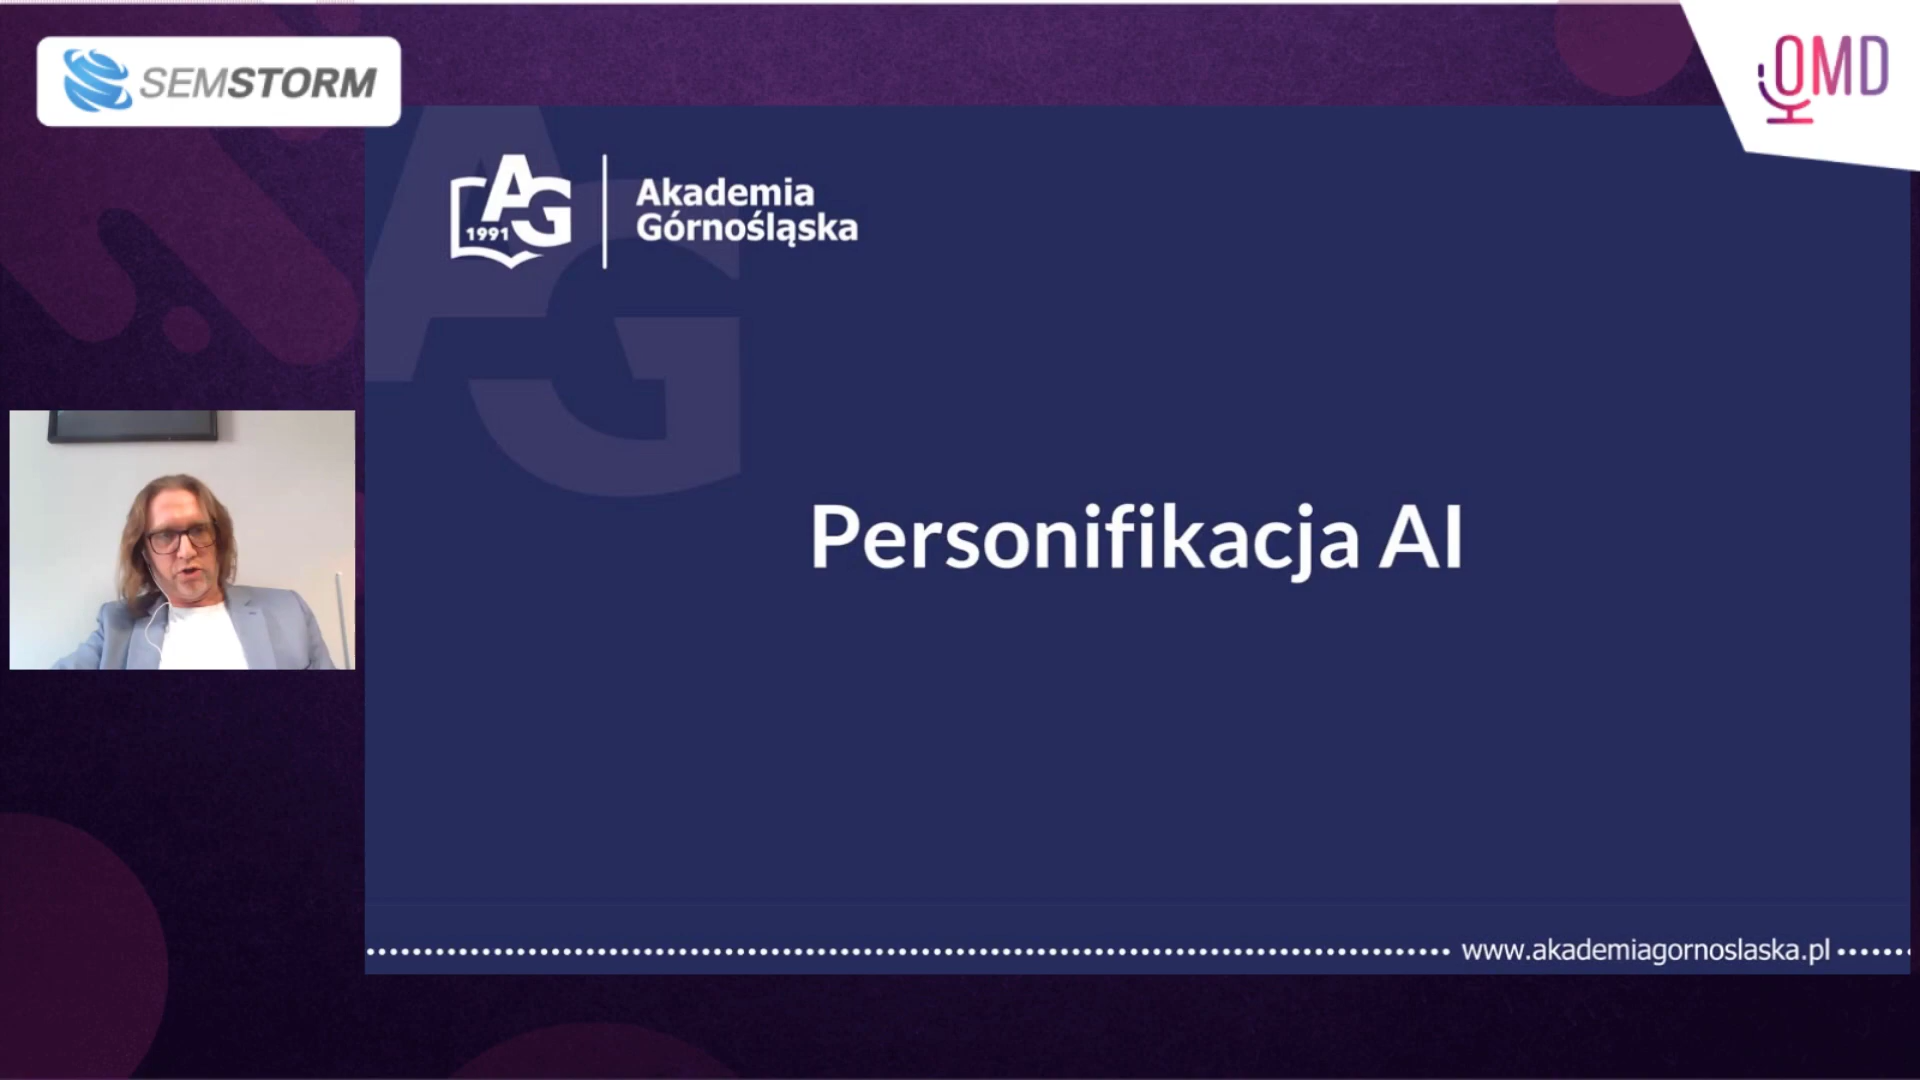 SEMSTORM
OMD
AG
1991
Akademia
Górnośląska
Personifikacja AI
www.akademiagornoslaska.pl